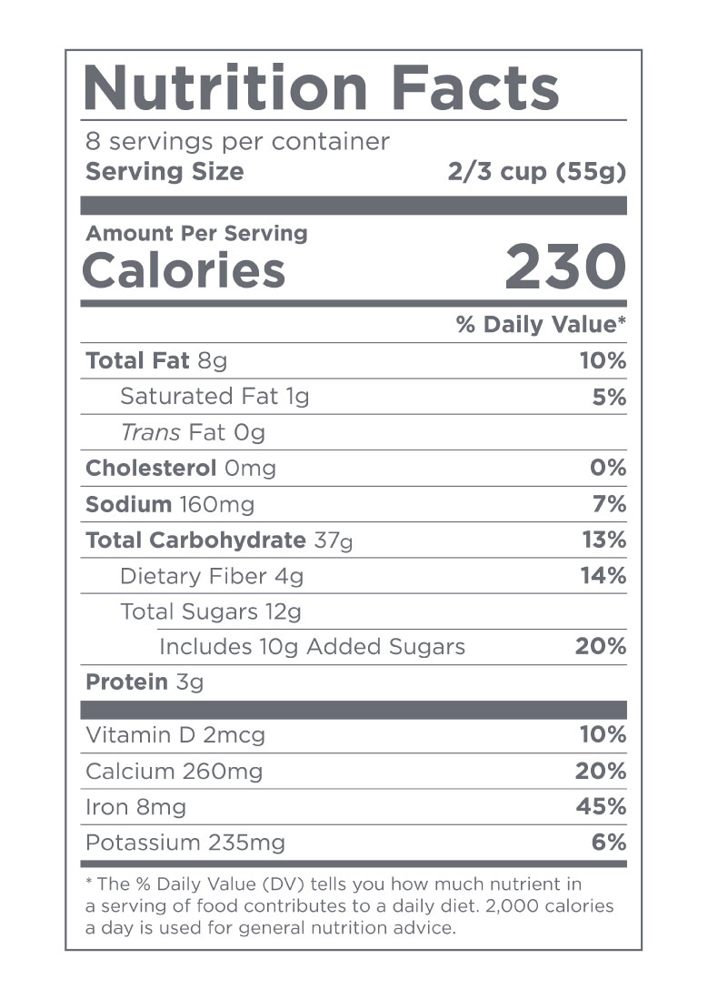 Nutrition Facts
8 servings per container
Serving Size 2/3 cup (55g)
Amount Per Serving
Calories 230
% Daily Value*
Total Fat 8g 10%
Saturated Fat 1g 5%
Trans Fat 0g
Cholesterol 0mg 0%
Sodium 160mg 7%
Total Carbohydrate 37g 13%
Dietary Fiber 4g 14%
Total Sugars 12g
Includes 10g Added Sugars 20%
Protein 3g
Vitamin D 2mcg 10%
Calcium 260mg 20%
Iron 8mg 45%
Potassium 235mg 6%
* The % Daily Value (DV) tells you how much nutrient in
a serving of food contributes to a daily diet. 2,000 calories
a day is used for general nutrition advice.